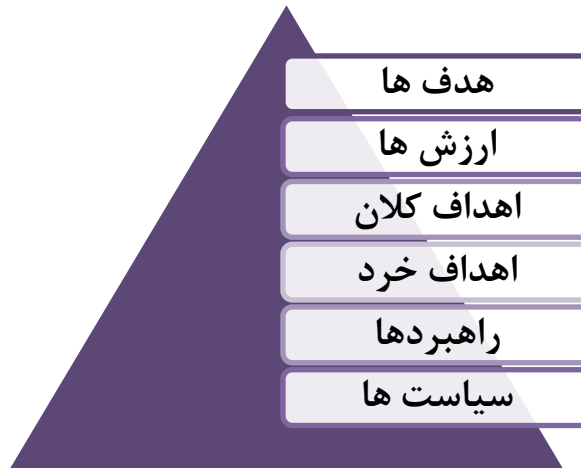 هدف ها
ارزش ها
اهداف کلان
اهداف خرد
راهبردها
سیاست ها